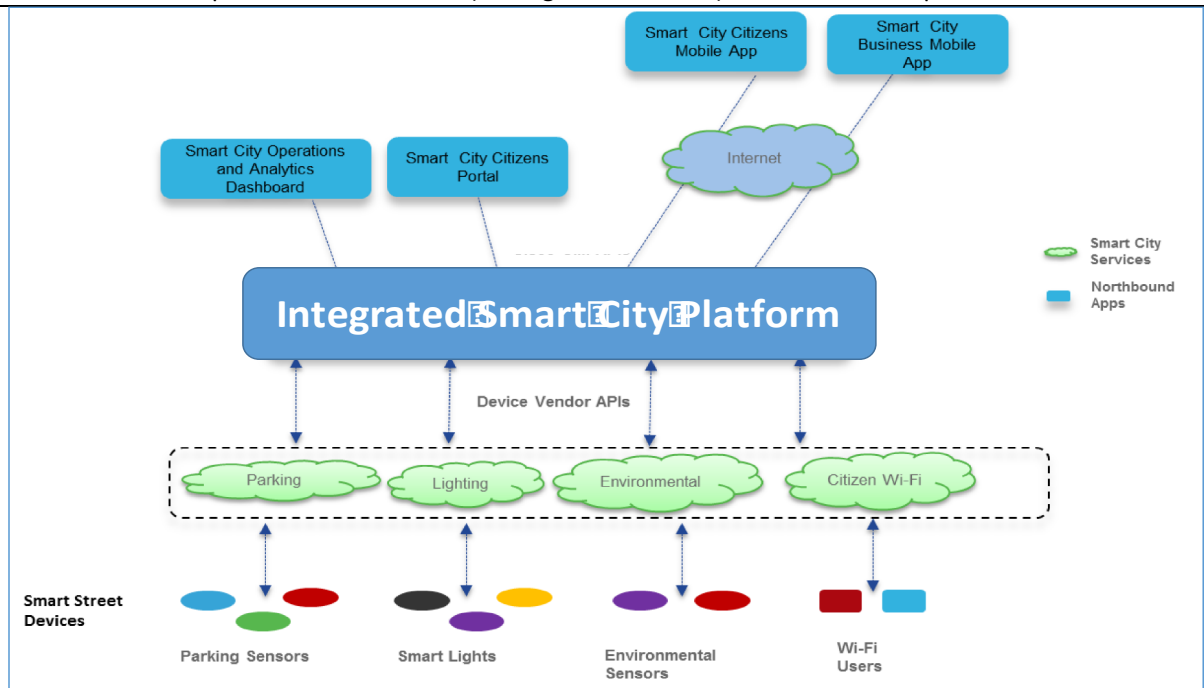 Smart City Citizens
Mobile App
Smart City
Business Mobile
App
Smart City Operations
and Analytics
Dashboard
Smart City Citizens
Portal
Internet
Smart City
Services
Northbound
Apps
Integrated Smart City Platform
Device Vendor APIs
Parking
Lighting
Environmental
Citizen Wi-Fi
Smart Street
Devices
Parking Sensors
Smart Lights
Environmental
Sensors
Wi-Fi
Users